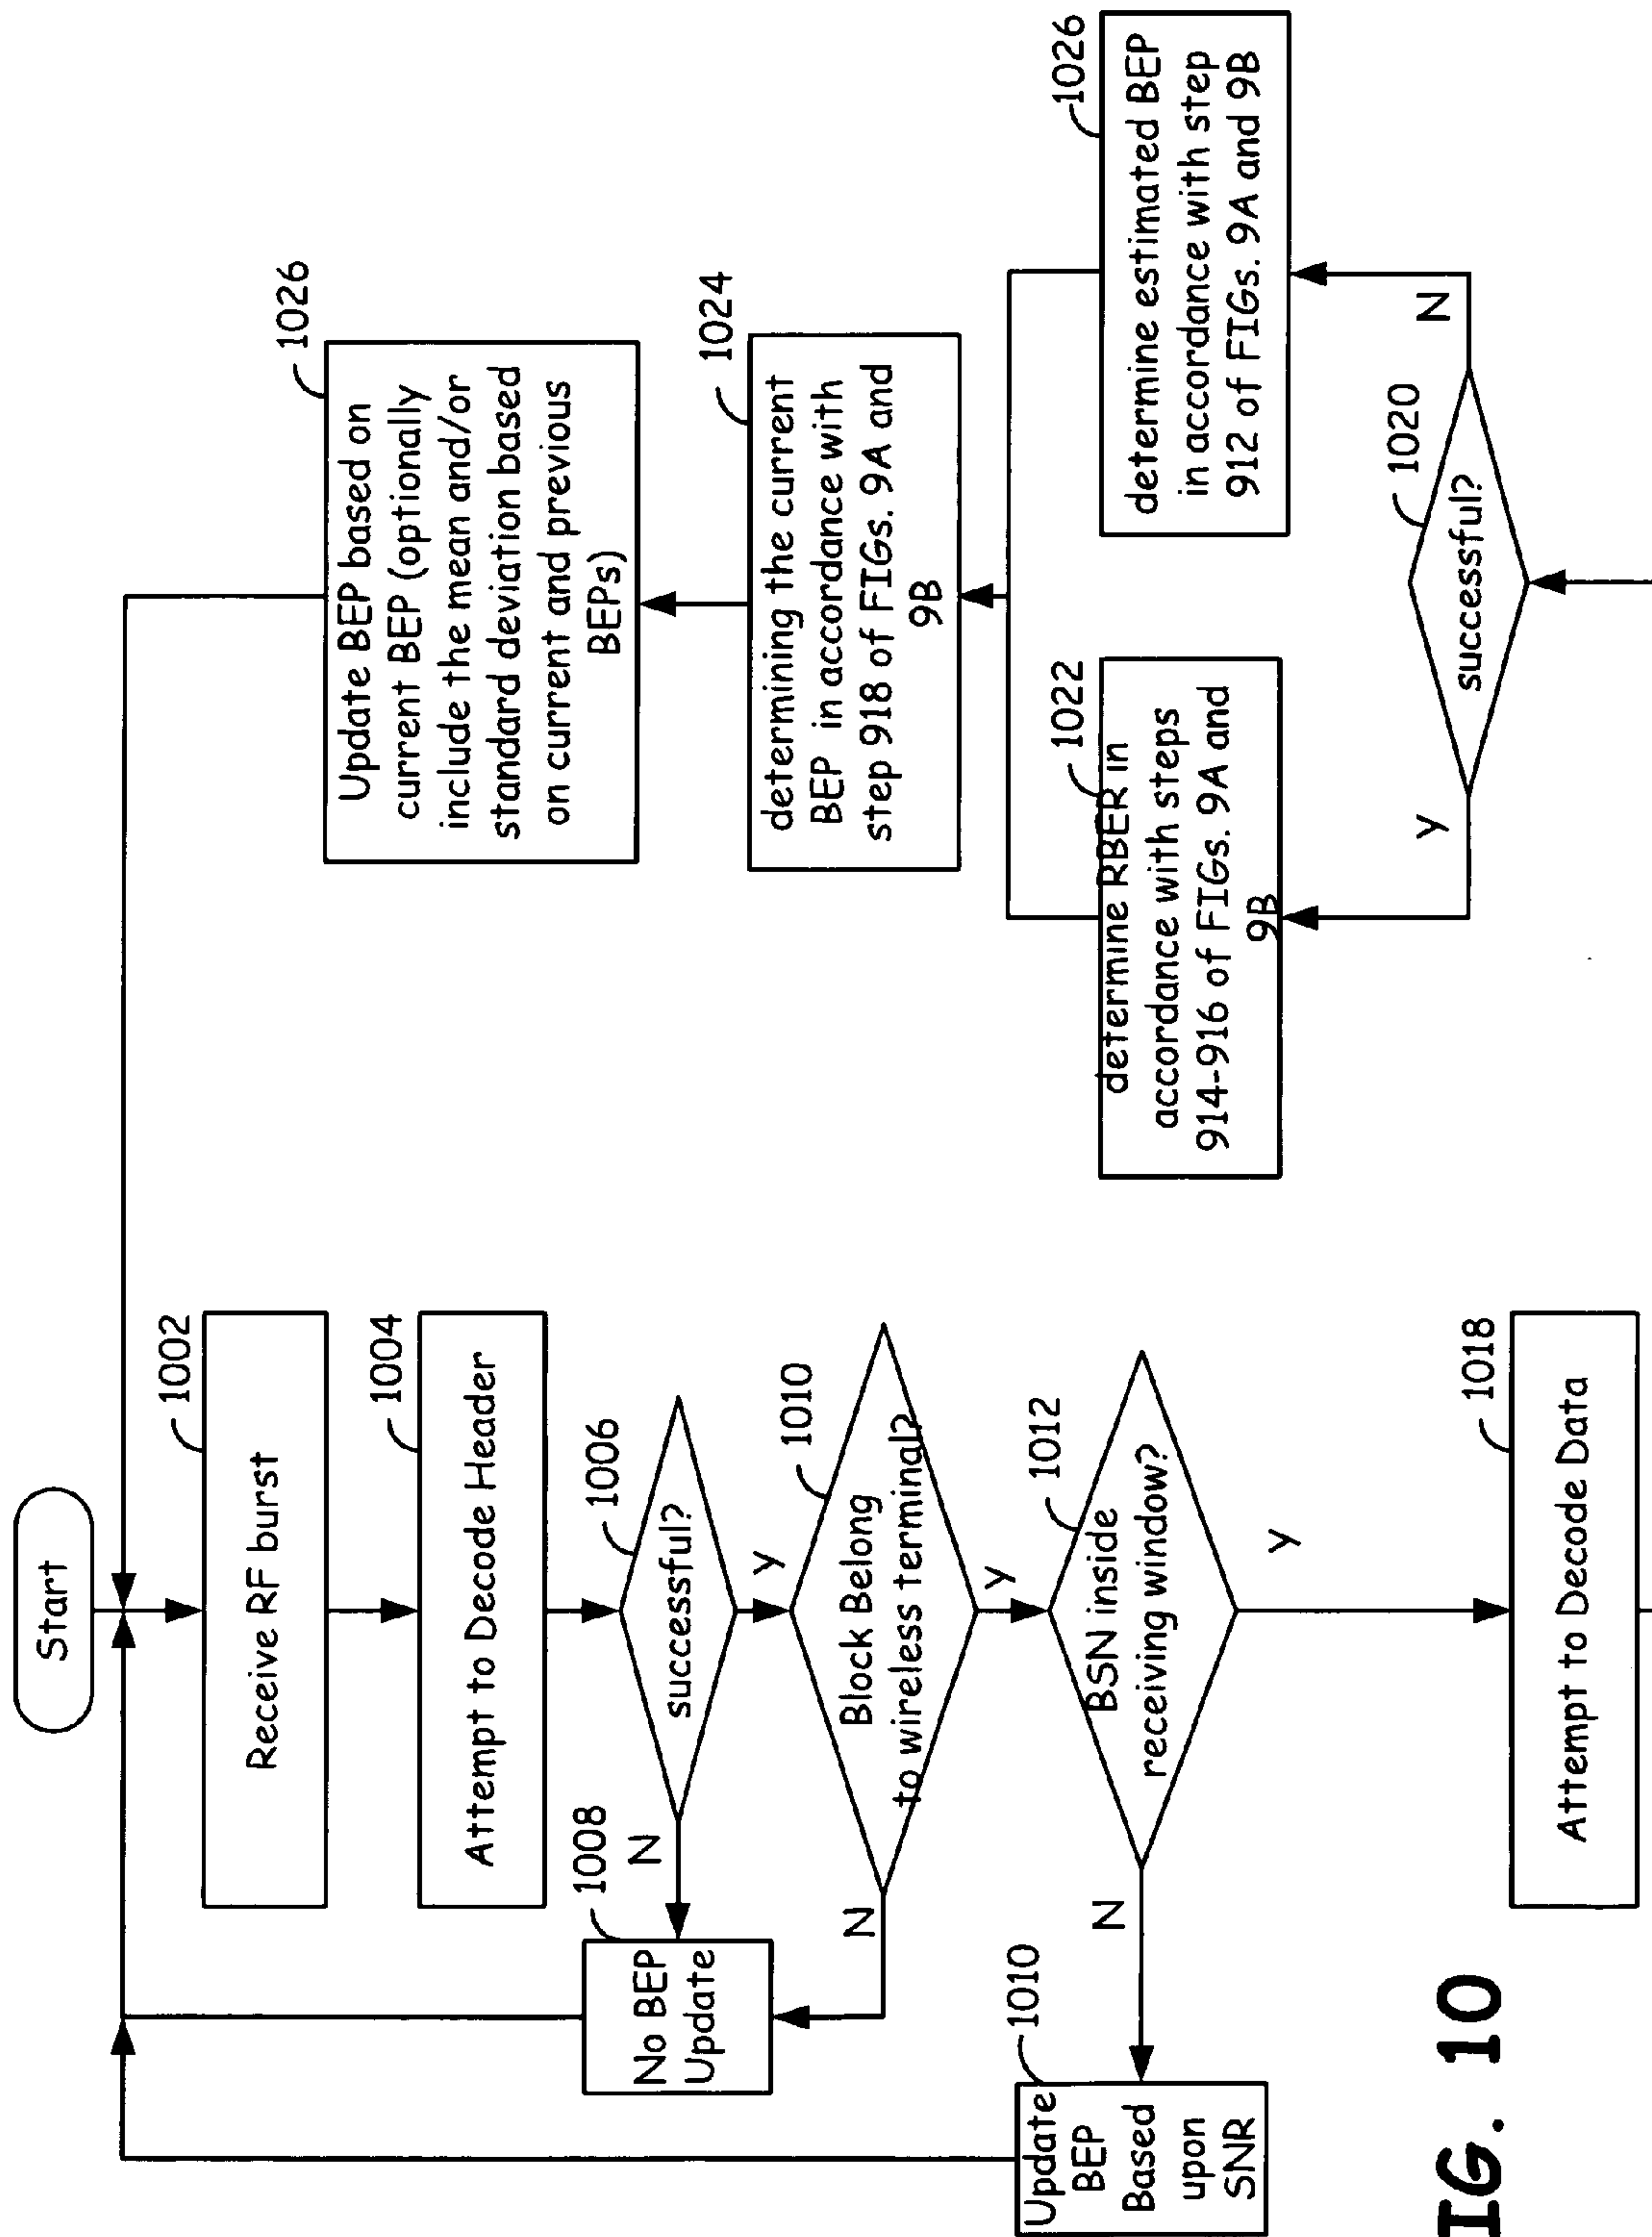 Start
1002
Receive RF burst
1004
Attempt to Decode Header
1006
successful?
N
1008
No BEP
Update
Y
1010
Block Belong
to wireless terminal?
N
Y
1012
BSN inside
receiving window?
N
1010
Update
BEP
Based
upon
SNR
Y
1018
Attempt to Decode Data
1020
successful?
Y
N
1022
determine RBER in
accordance with steps
914-916 of FIGs. 9A and
9B
1026
determine estimated BEP
in accordance with step
912 of FIGs. 9A and 9B
1024
determining the current
BEP in accordance with
step 918 of FIGs. 9A and
9B
1026
Update BEP based on
current BEP (optionally
include the mean and/or
standard deviation based
on current and previous
BEPs)
IG. 10